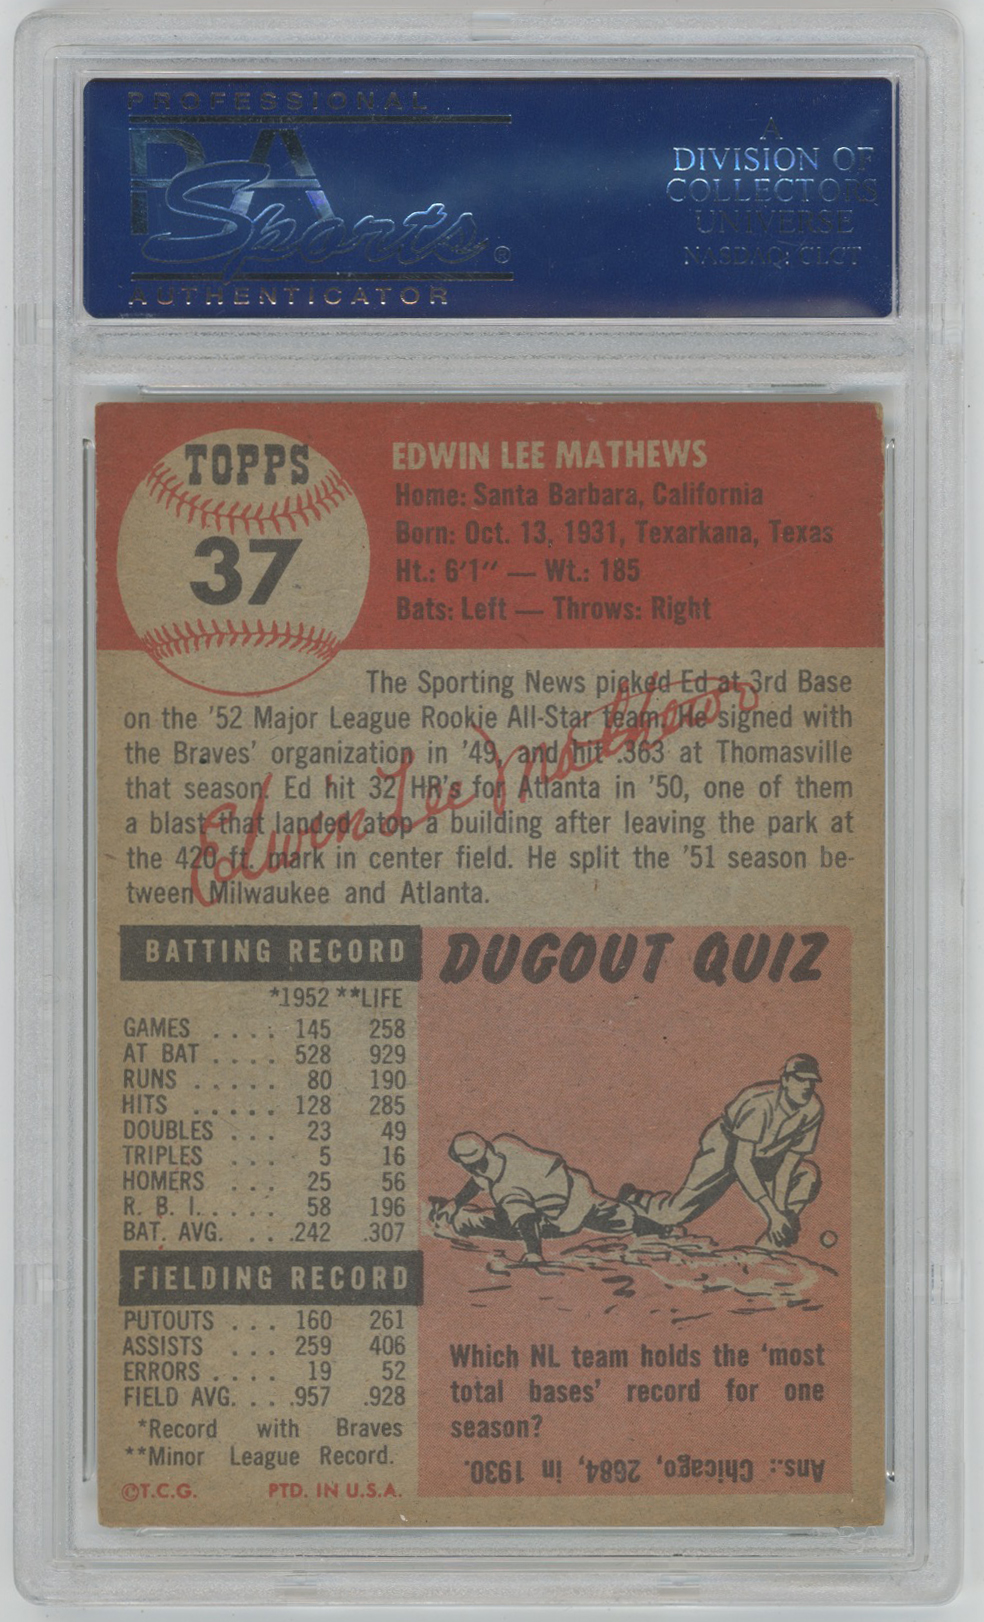 PROFESSIONAL
PSA
Sports®
AUTHENTICATOR
A
DIVISION OF
COLLECTORS
UNIVERSE
NASDAQ: CLCT
TOPPS
37
EDWIN LEE MATHEWS
Home: Santa Barbara, California
Born: Oct. 13, 1931, Texarkana, Texas
Ht.: 6'1" — Wt.: 185
Bats: Left — Throws: Right
The Sporting News picked Ed at 3rd Base
on the '52 Major League Rookie All-Star team. He signed with
the Braves' organization in '49, and hit .363 at Thomasville
that season. Ed hit 32 HR's for Atlanta in '50, one of them
a blast that landed atop a building after leaving the park at
the 420 ft. mark in center field. He split the '51 season be-
tween Milwaukee and Atlanta.
Edwin Lee Mathews
BATTING RECORD
*1952 **LIFE
GAMES .... 145 258
AT BAT .... 528 929
RUNS ..... 80 190
HITS ..... 128 285
DOUBLES ... 23 49
TRIPLES ... 5 16
HOMERS ... 25 56
R. B. I. .... 58 196
BAT. AVG. ... .242 .307
FIELDING RECORD
PUTOUTS ... 160 261
ASSISTS ... 259 406
ERRORS .... 19 52
FIELD AVG. ... .957 .928
*Record with Braves
**Minor League Record.
©T.C.G. PTD. IN U.S.A.
DUGOUT QUIZ
Which NL team holds the 'most
total bases' record for one
season?
Ans.: Chicago, 2684, in 1930.